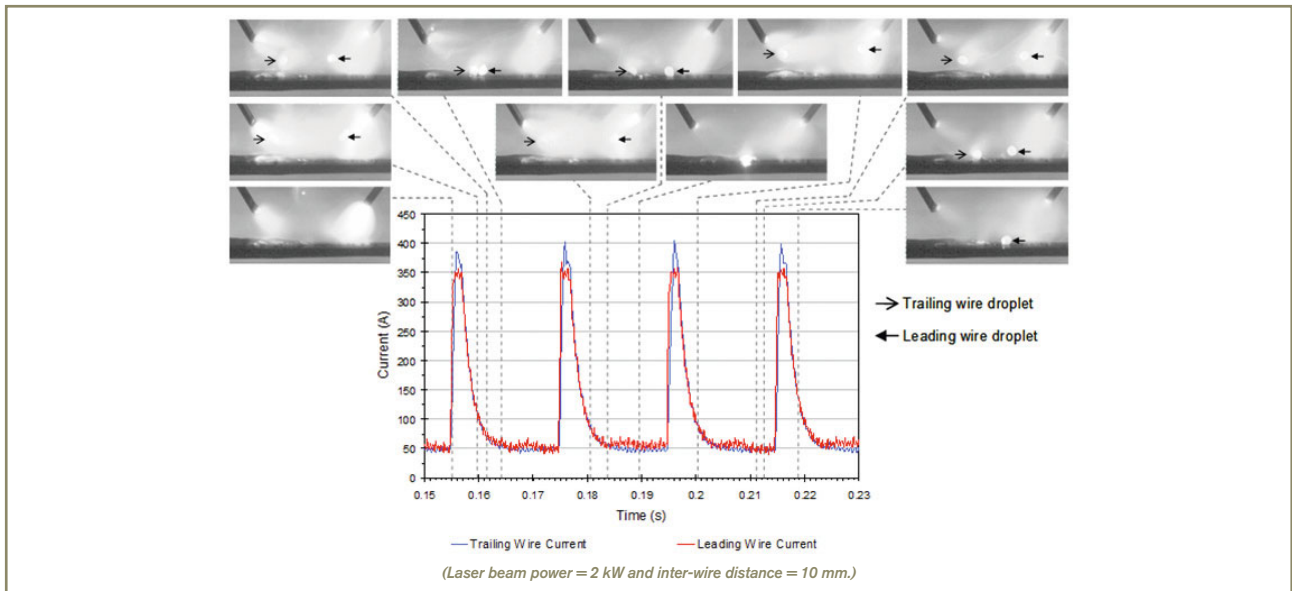 450
400
350
300
250
200
150
100
50
0
Current (A)
0.15 0.16 0.17 0.18 0.19 0.2 0.21 0.22 0.23
Time (s)
Trailing Wire Current Leading Wire Current
Trailing wire droplet
Leading wire droplet
(Laser beam power = 2 kW and inter-wire distance = 10 mm.)